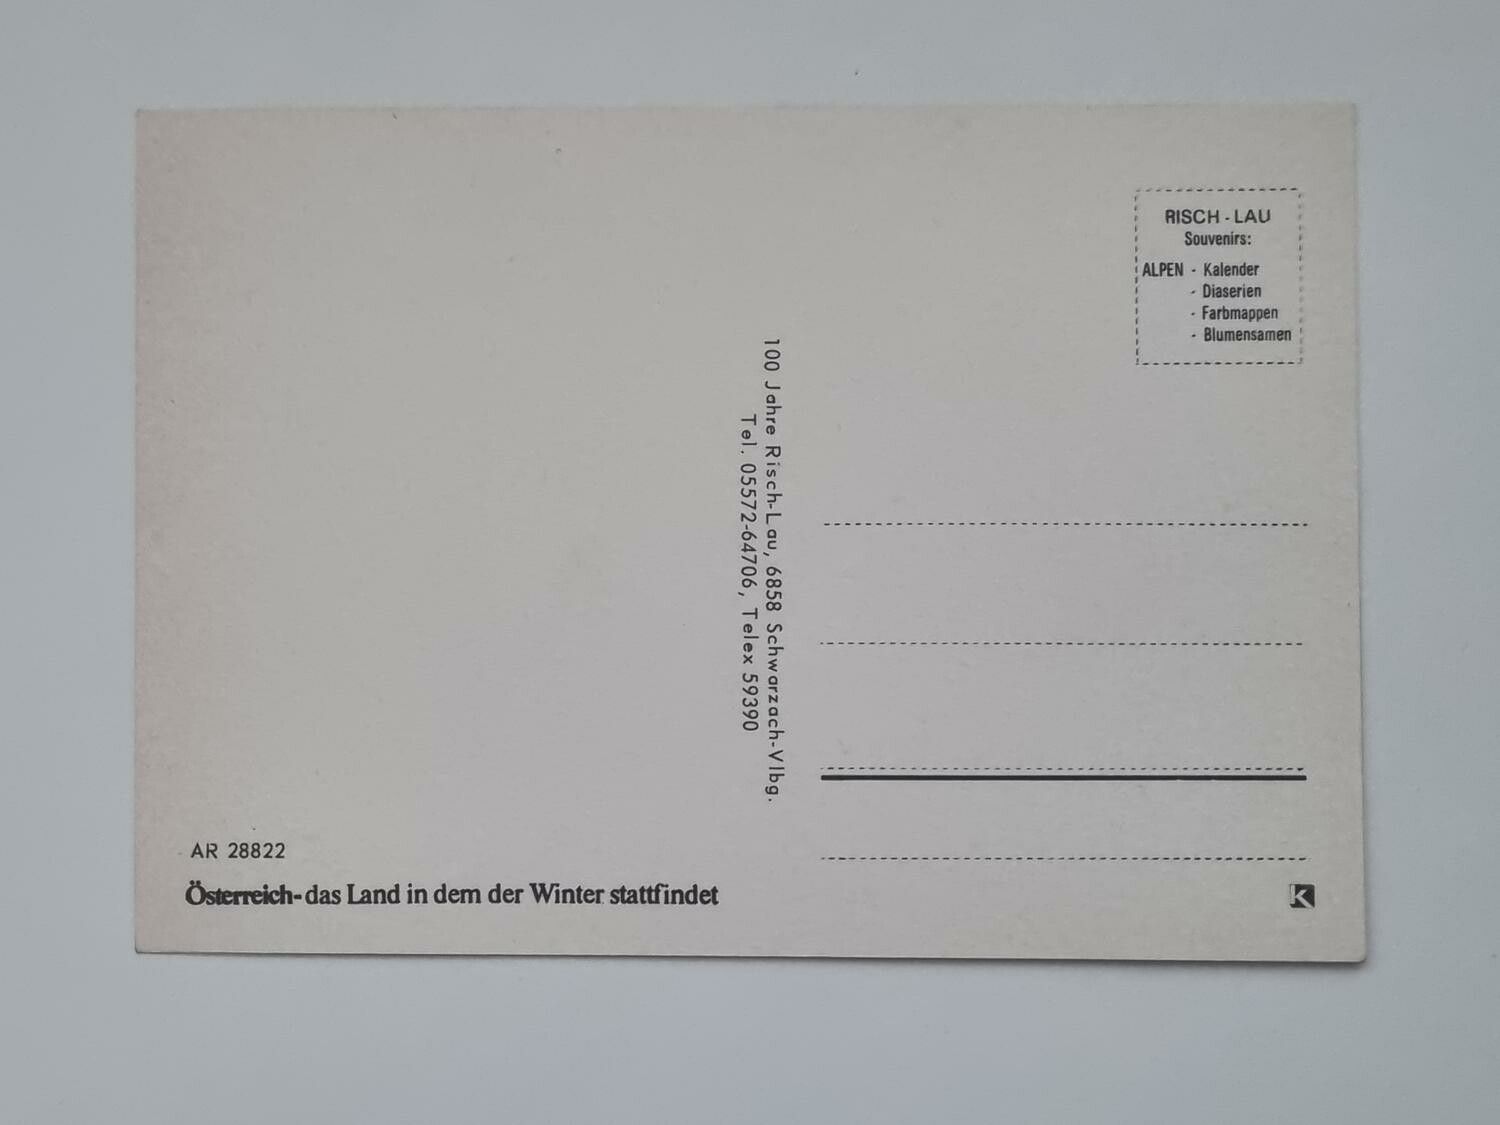 RISCH - LAU
Souvenirs:
ALPEN - Kalender
- Diaserien
- Farbmappen
- Blumensamen
100 Jahre Risch-Lau, 6858 Schwarzach-Vlbg.
Tel. 05572-64706, Telex 59390
AR 28822
Österreich- das Land in dem der Winter stattfindet
K